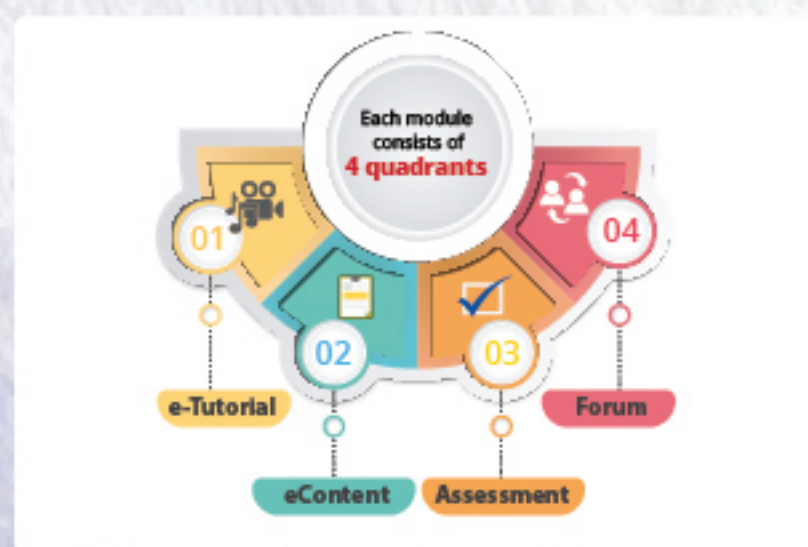 Each module
consists of
4 quadrants
01
02
03
04
e-Tutorial
eContent
Assessment
Forum